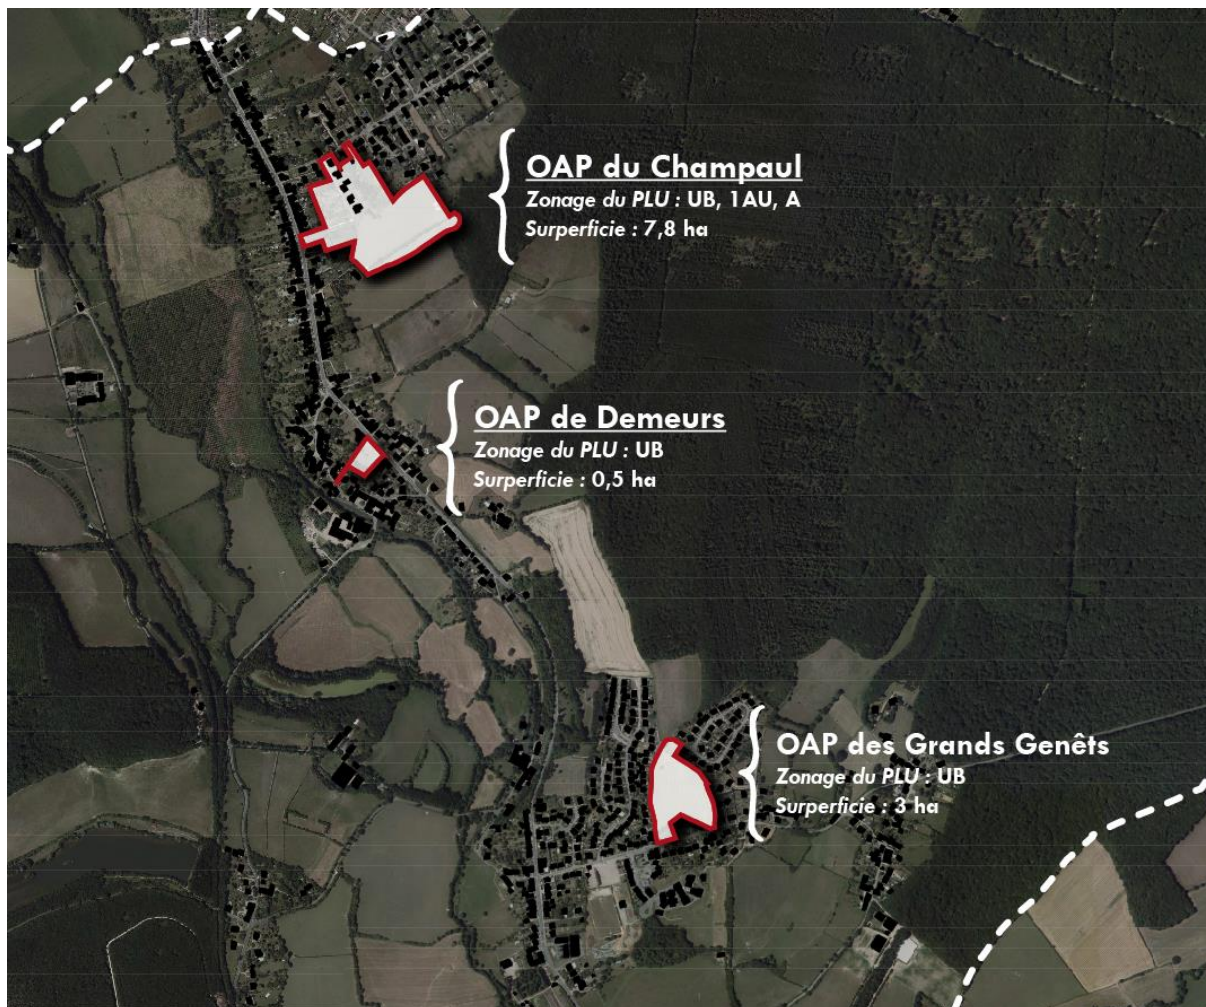 OAP du Champaul
Zonage du PLU : UB, 1AU, A
Surperficie : 7,8 ha
OAP de Demeurs
Zonage du PLU : UB
Surperficie : 0,5 ha
OAP des Grands Genêts
Zonage du PLU : UB
Surperficie : 3 ha